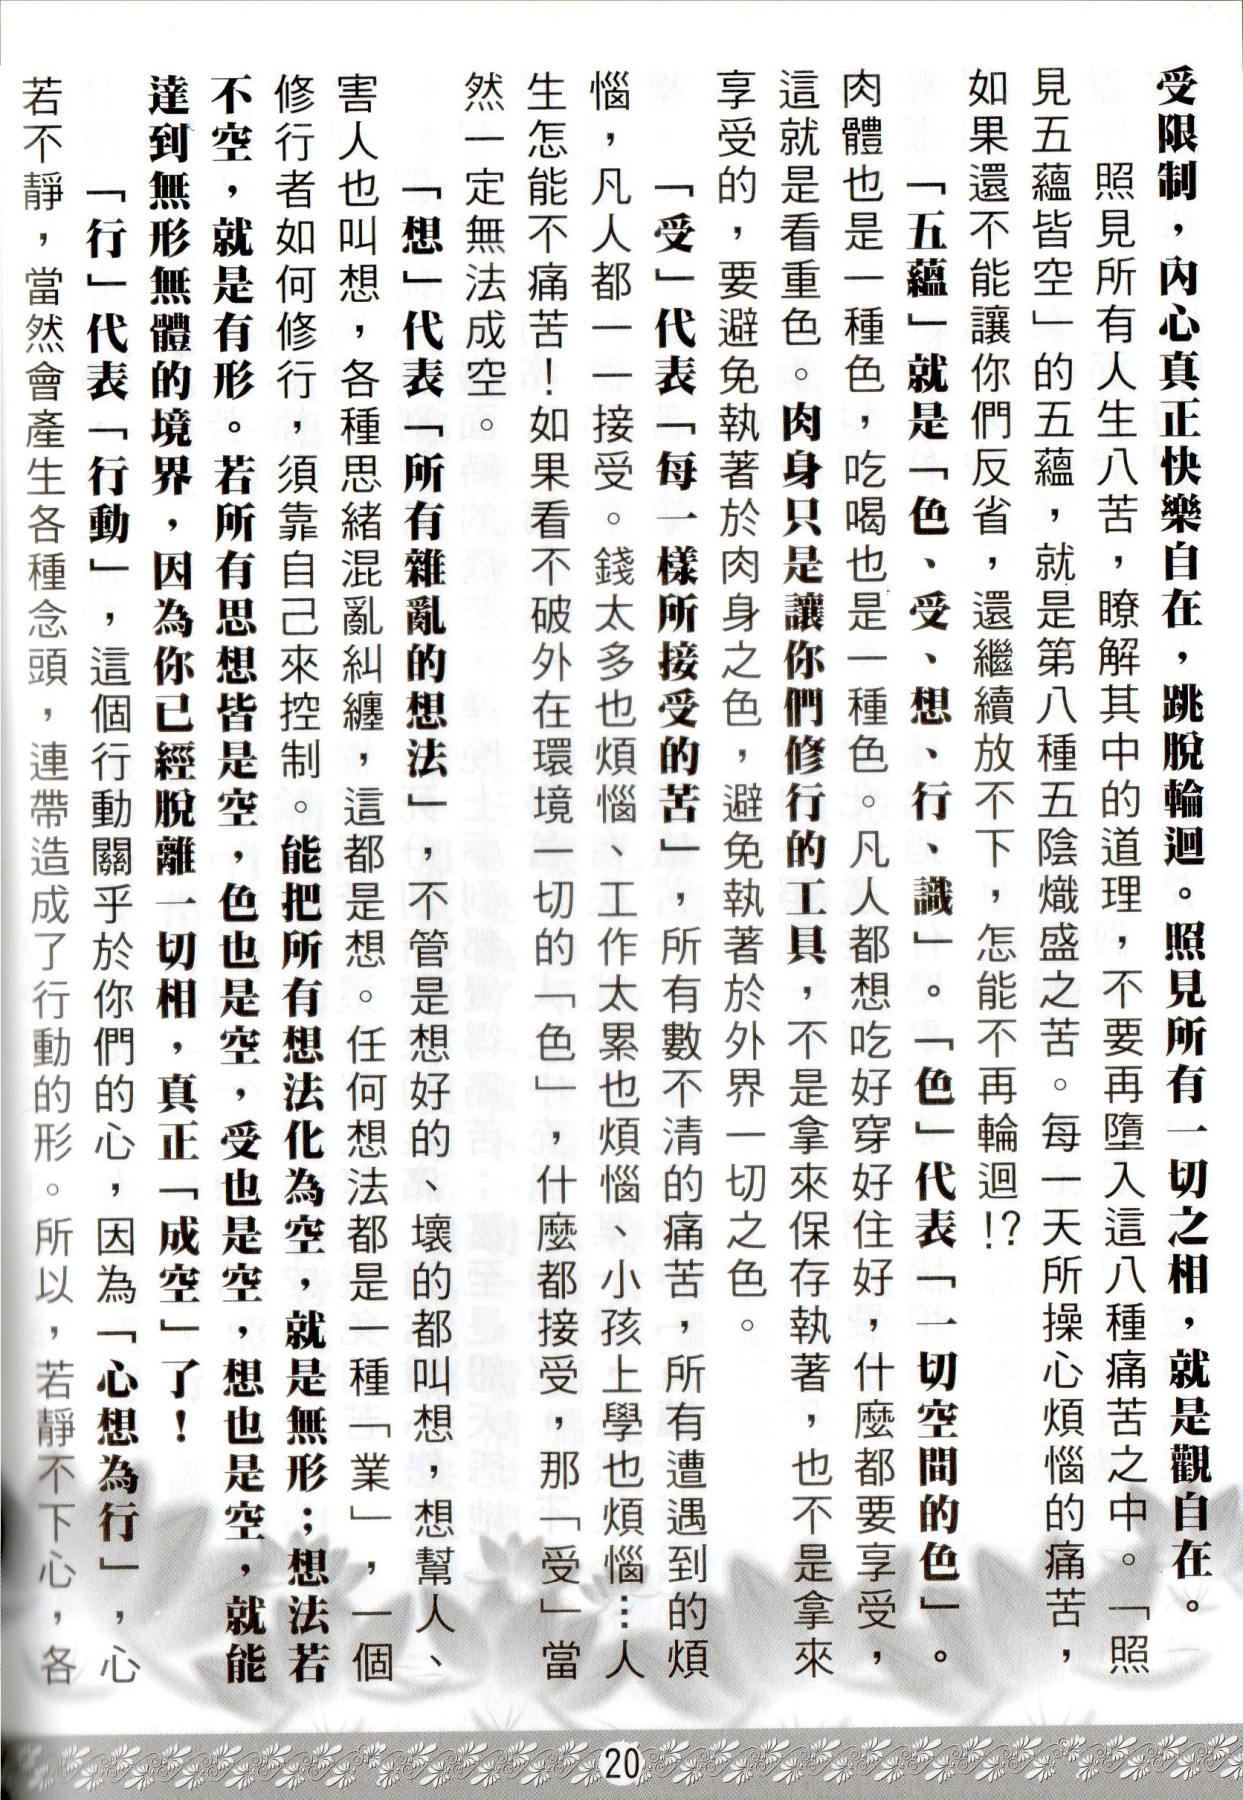 受限制，內心真正快樂自在，跳脫輪迴。照見所有一切之相，就是觀自在。
照見所有人生八苦，瞭解其中的道理，不要再墮入這八種痛苦之中。「照
見五蘊皆空」的五蘊，就是第八種五陰熾盛之苦。每一天所操心煩惱的痛苦，
如果還不能讓你們反省，還繼續放不下，怎能不再輪迴!?
「五蘊」就是「色、受、想、行、識」。「色」代表「一切空間的色」。
肉體也是一種色，吃喝也是一種色。凡人都想吃好穿好住好，什麼都要享受，
這就是看重色。肉身只是讓你們修行的工具，不是拿來保存執著，也不是拿來
享受的，要避免執著於肉身之色，避免執著於外界一切之色。
「受」代表「每一樣所接受的苦」，所有數不清的痛苦，所有遭遇到的煩
惱，凡人都一一接受。錢太多也煩惱、工作太累也煩惱、小孩上學也煩惱…人
生怎能不痛苦！如果看不破外在環境一切的「色」，什麼都接受，那「受」當
然一定無法成空。
「想」代表「所有雜亂的想法」，不管是想好的、壞的都叫想，想幫人、
害人也叫想，各種思緒混亂糾纏，這都是想。任何想法都是一種「業」，一個
修行者如何修行，須靠自己來控制。能把所有想法化為空，就是無形；想法若
不空，就是有形。若所有思想皆是空，色也是空，受也是空，想也是空，就能
達到無形無體的境界，因為你已經脫離一切相，真正「成空」了！
「行」代表「行動」，這個行動關乎於你們的心，因為「心想為行」，心
若不靜，當然會產生各種念頭，連帶造成了行動的形。所以，若靜不下心，各
20